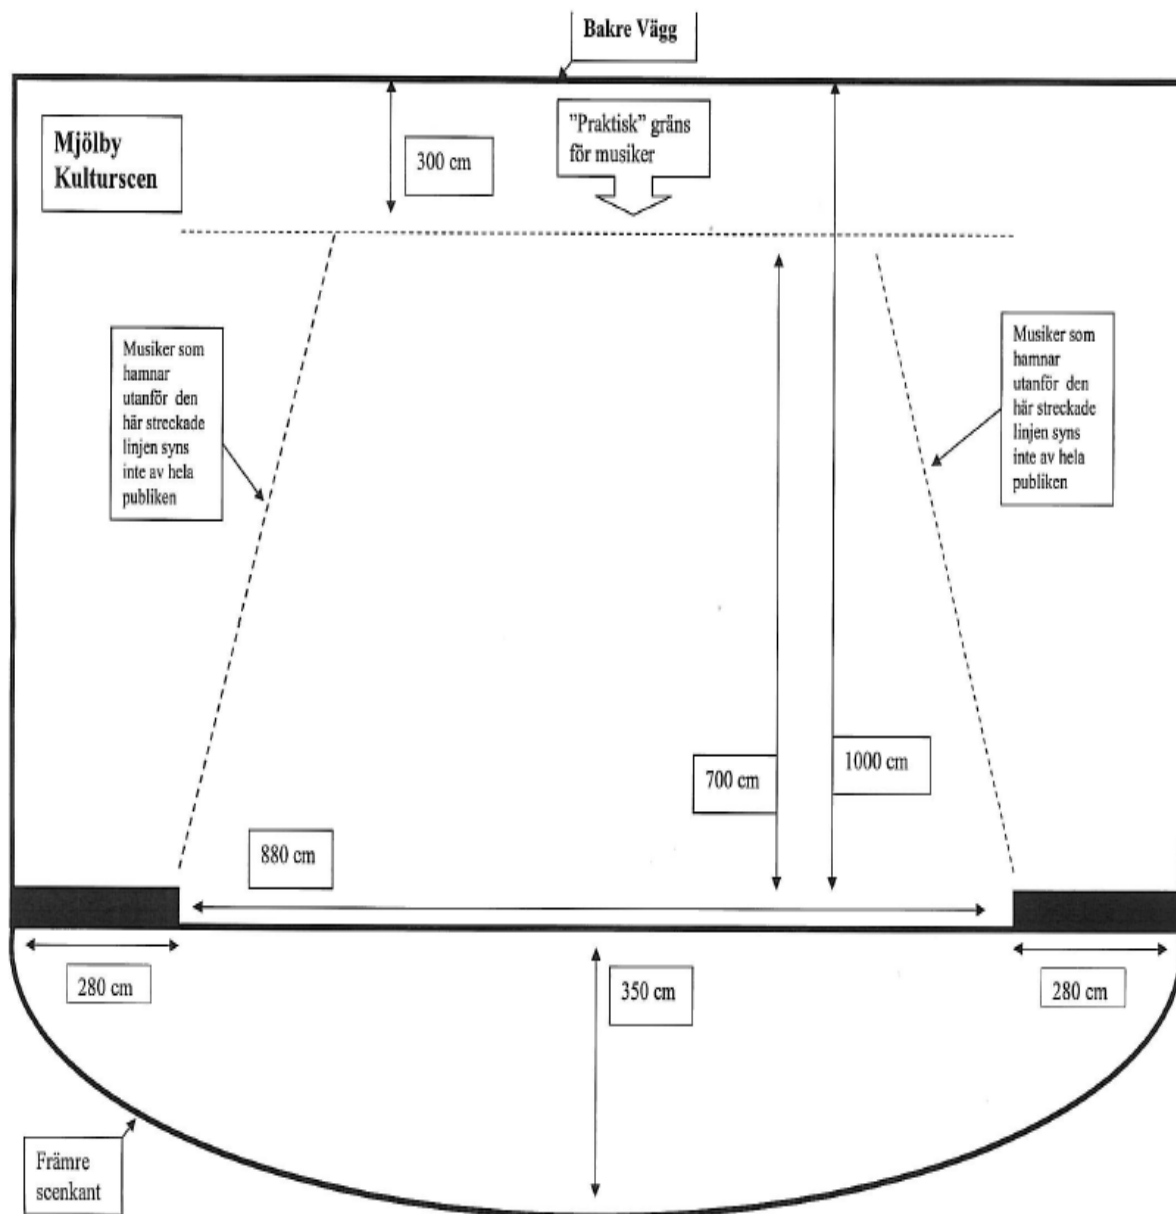 Bakre Vägg
Mjölby
Kulturscen
300 cm
"Praktisk" gräns
för musiker
Musiker som
hamnar
utanför den
här streckade
linjen syns
inte av hela
publiken
Musiker som
hamnar
utanför den
här streckade
linjen syns
inte av hela
publiken
700 cm
1000 cm
880 cm
280 cm
350 cm
280 cm
Främre
scenkant